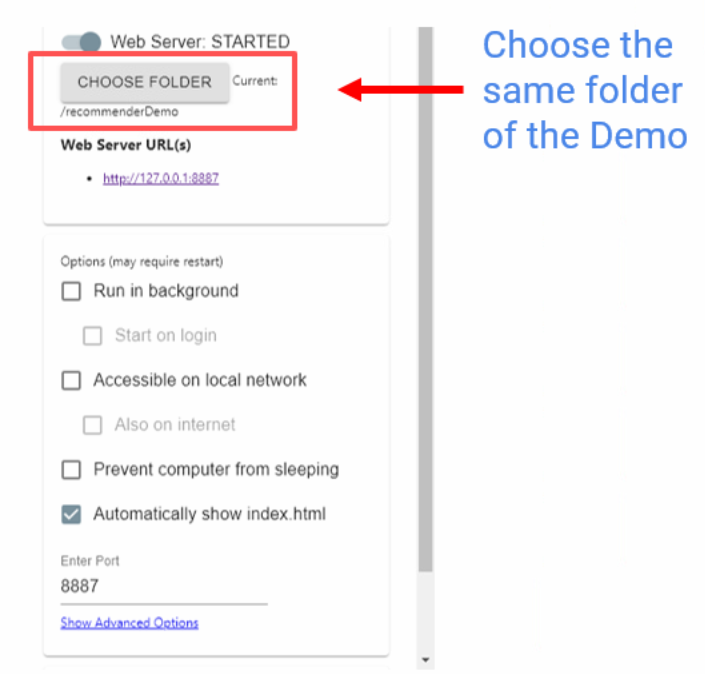 Web Server: STARTED
Choose the
same folder
of the Demo
CHOOSE FOLDER Current:
/recommenderDemo
Web Server URL(s)
• http://127.0.0.1:8887
Options (may require restart)
Run in background
Start on login
Accessible on local network
Also on internet
Prevent computer from sleeping
Automatically show index.html
Enter Port
8887
Show Advanced Options